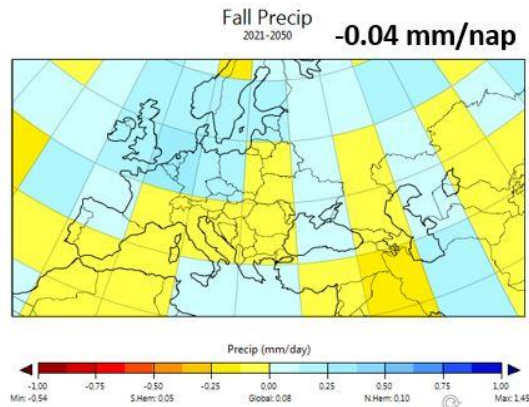 Fall Precip
2021-2050
-0.04 mm/nap
Precip (mm/day)
-1.00 -0.75 -0.50 -0.25 0.00 0.25 0.50 0.75 1.00
Min: -0.54 S.Hem: 0.05 Global: 0.08 N.Hem: 0.10 Max: 1.45